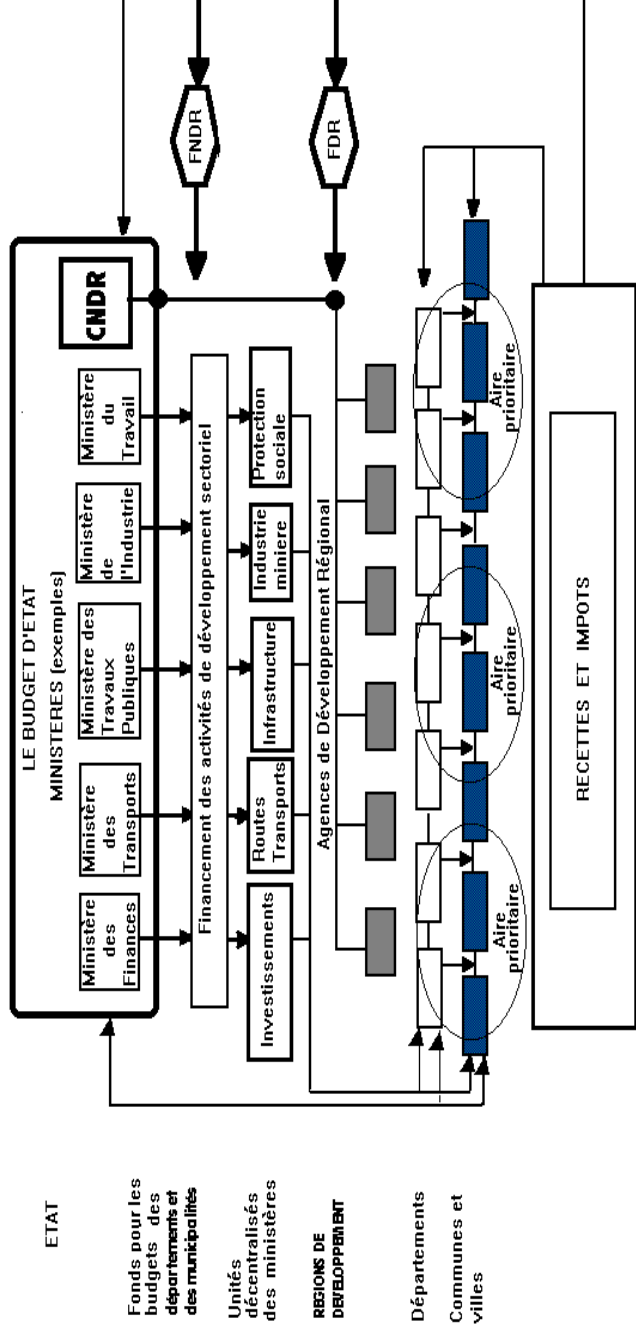 ETAT
LE BUDGET D'ETAT
MINISTERES (exemples)
Ministère
des
Finances
Ministère
des
Transports
Ministère des
Travaux
Publiques
Ministère
de
l'Industrie
Ministère
du
Travail
CNDR
Fonds pour les
budgets des
départements et
des municipalités
Financement des activités de développement sectoriel
FNDR
Unités
décentralisés
des ministères
Investissements
Routes
Transports
Infrastructure
Industrie
miniere
Protection
sociale
REGIONS DE
DEVELOPPEMENT
Agences de Développement Régional
FDR
Départements
Communes et
villes
Aire
prioritaire
Aire
prioritaire
Aire
prioritaire
RECETTES ET IMPOTS